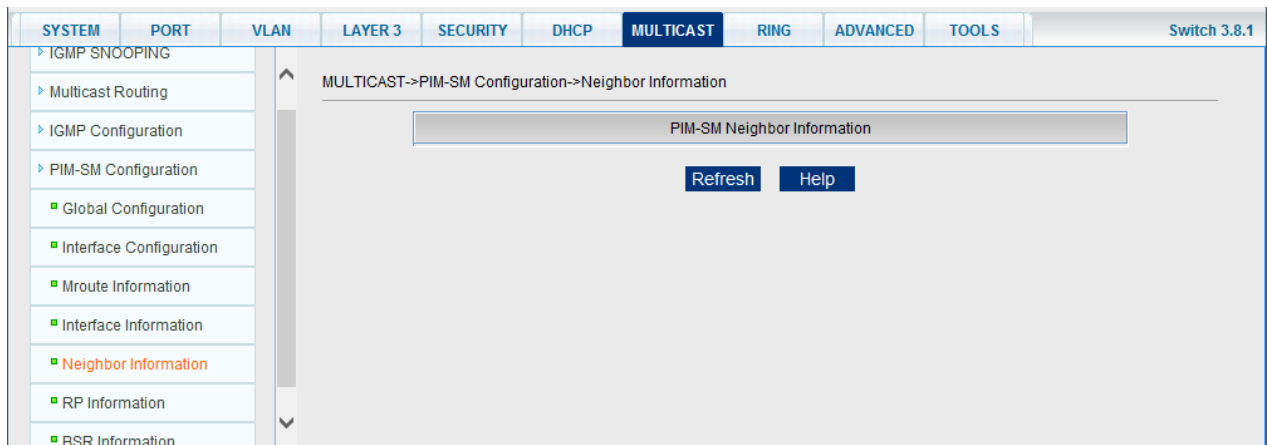 SYSTEM PORT VLAN LAYER 3 SECURITY DHCP MULTICAST RING ADVANCED TOOLS Switch 3.8.1
IGMP SNOOPING
Multicast Routing
IGMP Configuration
PIM-SM Configuration
Global Configuration
Interface Configuration
Mroute Information
Interface Information
Neighbor Information
RP Information
BSR Information
MULTICAST->PIM-SM Configuration->Neighbor Information
PIM-SM Neighbor Information
Refresh Help